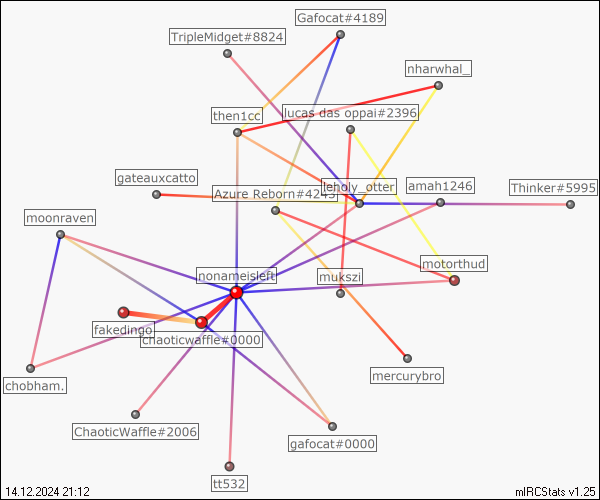 Gafocat#4189
TripleMidget#8824
nharwhal_
lucas das oppai#2396
then1cc
gateauxcatto
leholy_otter
amah1246
Thinker#5995
Azure Reborn#4243
moonraven
motorthud
nonameisleft
mukszi
fakedingo
chaoticwaffle#0000
mercurybro
chobham.
ChaoticWaffle#2006
gafocat#0000
tt532
14.12.2024 21:12
mIRCStats v1.25